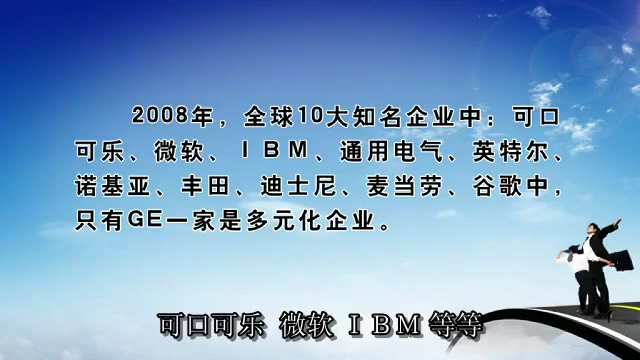 2008年，全球10大知名企业中：可口
可乐、微软、ＩＢＭ、通用电气、英特尔、
诺基亚、丰田、迪士尼、麦当劳、谷歌中，
只有GE一家是多元化企业。
可口可乐 微软 ＩＢＭ 等等